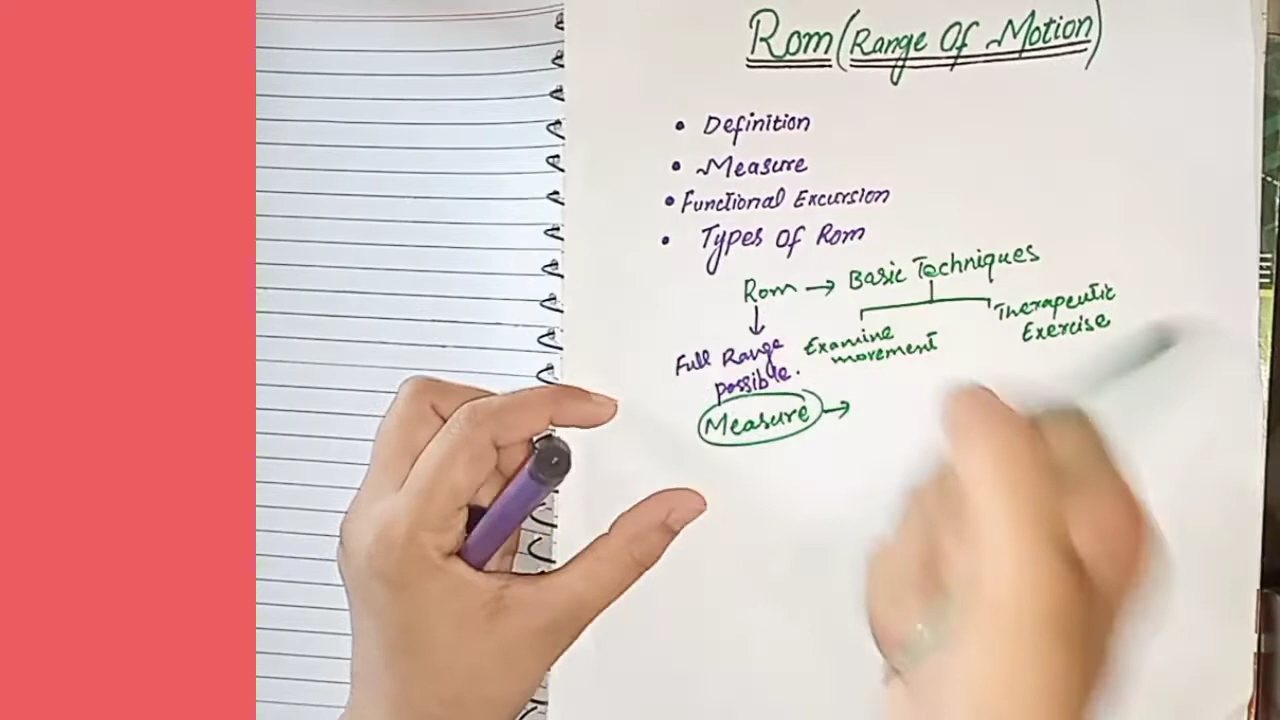 Rom (Range Of Motion)
• Definition
• Measure
• Functional Excursion
• Types Of Rom
Rom → Basic Techniques
↓
Full Range possible.
Examine movement
Therapeutic Exercise
Measure →